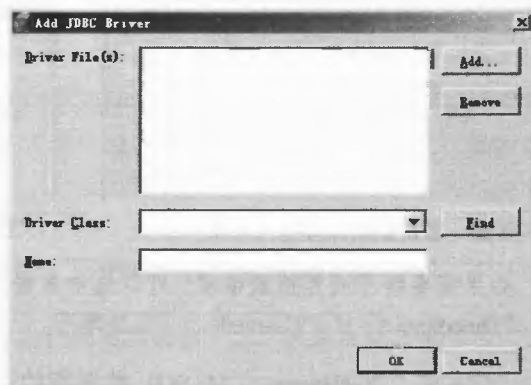 Add JDBC Driver
Driver File(s):
Add...
Remove
Driver Class:
Find
Name:
OK
Cancel